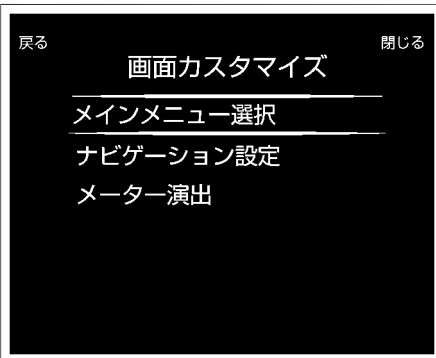 戻る
閉じる
画面カスタマイズ
メインメニュー選択
ナビゲーション設定
メーター演出